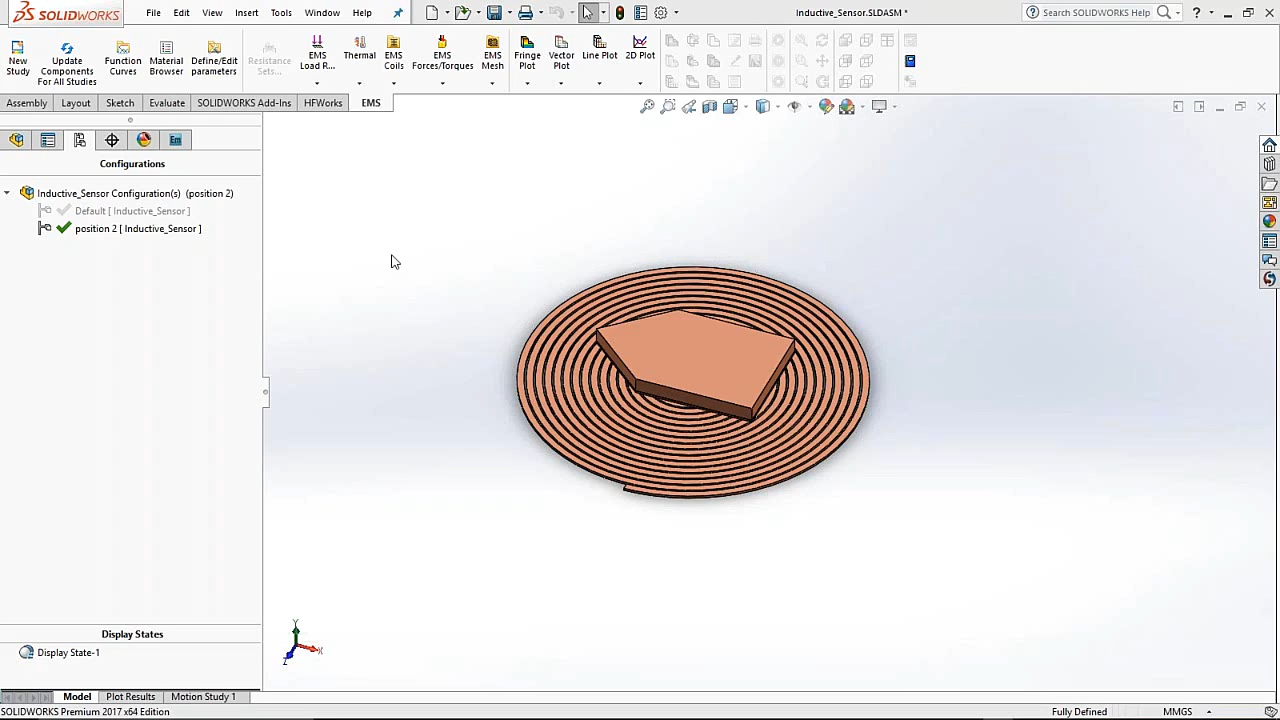 SOLIDWORKS
File Edit View Insert Tools Window Help
Inductive_Sensor.SLDASM *
Search SOLIDWORKS Help
New Study
Update Components For All Studies
Function Curves
Material Browser
Define/Edit parameters
Resistance Sets...
EMS Load R...
Thermal
EMS Coils
EMS Forces/Torques
EMS Mesh
Fringe Plot
Vector Plot
Line Plot
2D Plot
Assembly Layout Sketch Evaluate SOLIDWORKS Add-Ins HFWorks EMS
Configurations
Inductive_Sensor Configuration(s) (position 2)
Default [ Inductive_Sensor ]
position 2 [ Inductive_Sensor ]
Y
X
Z
Display States
Display State-1
Model Plot Results Motion Study 1
SOLIDWORKS Premium 2017 x64 Edition
Fully Defined
MMGS